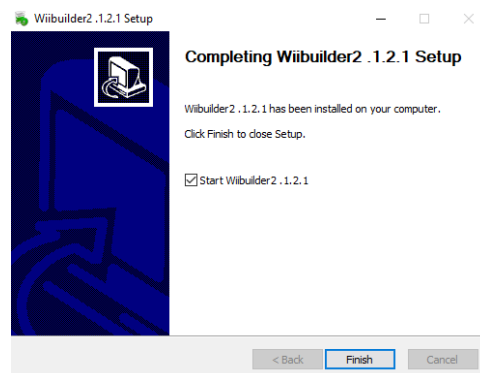 Wiibuilder2 .1.2.1 Setup
Completing Wiibuilder2 .1.2.1 Setup
Wiibuilder2 .1.2.1 has been installed on your computer.
Click Finish to close Setup.
Start Wiibuilder2 .1.2.1
< Back Finish Cancel